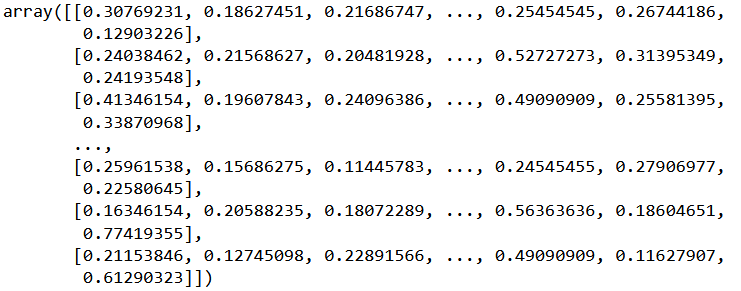 array([[0.30769231, 0.18627451, 0.21686747, ..., 0.25454545, 0.26744186,
        0.12903226],
       [0.24038462, 0.21568627, 0.20481928, ..., 0.52727273, 0.31395349,
        0.24193548],
       [0.41346154, 0.19607843, 0.24096386, ..., 0.49090909, 0.25581395,
        0.33870968],
       ...,
       [0.25961538, 0.15686275, 0.11445783, ..., 0.24545455, 0.27906977,
        0.22580645],
       [0.16346154, 0.20588235, 0.18072289, ..., 0.56363636, 0.18604651,
        0.77419355],
       [0.21153846, 0.12745098, 0.22891566, ..., 0.49090909, 0.11627907,
        0.61290323]])